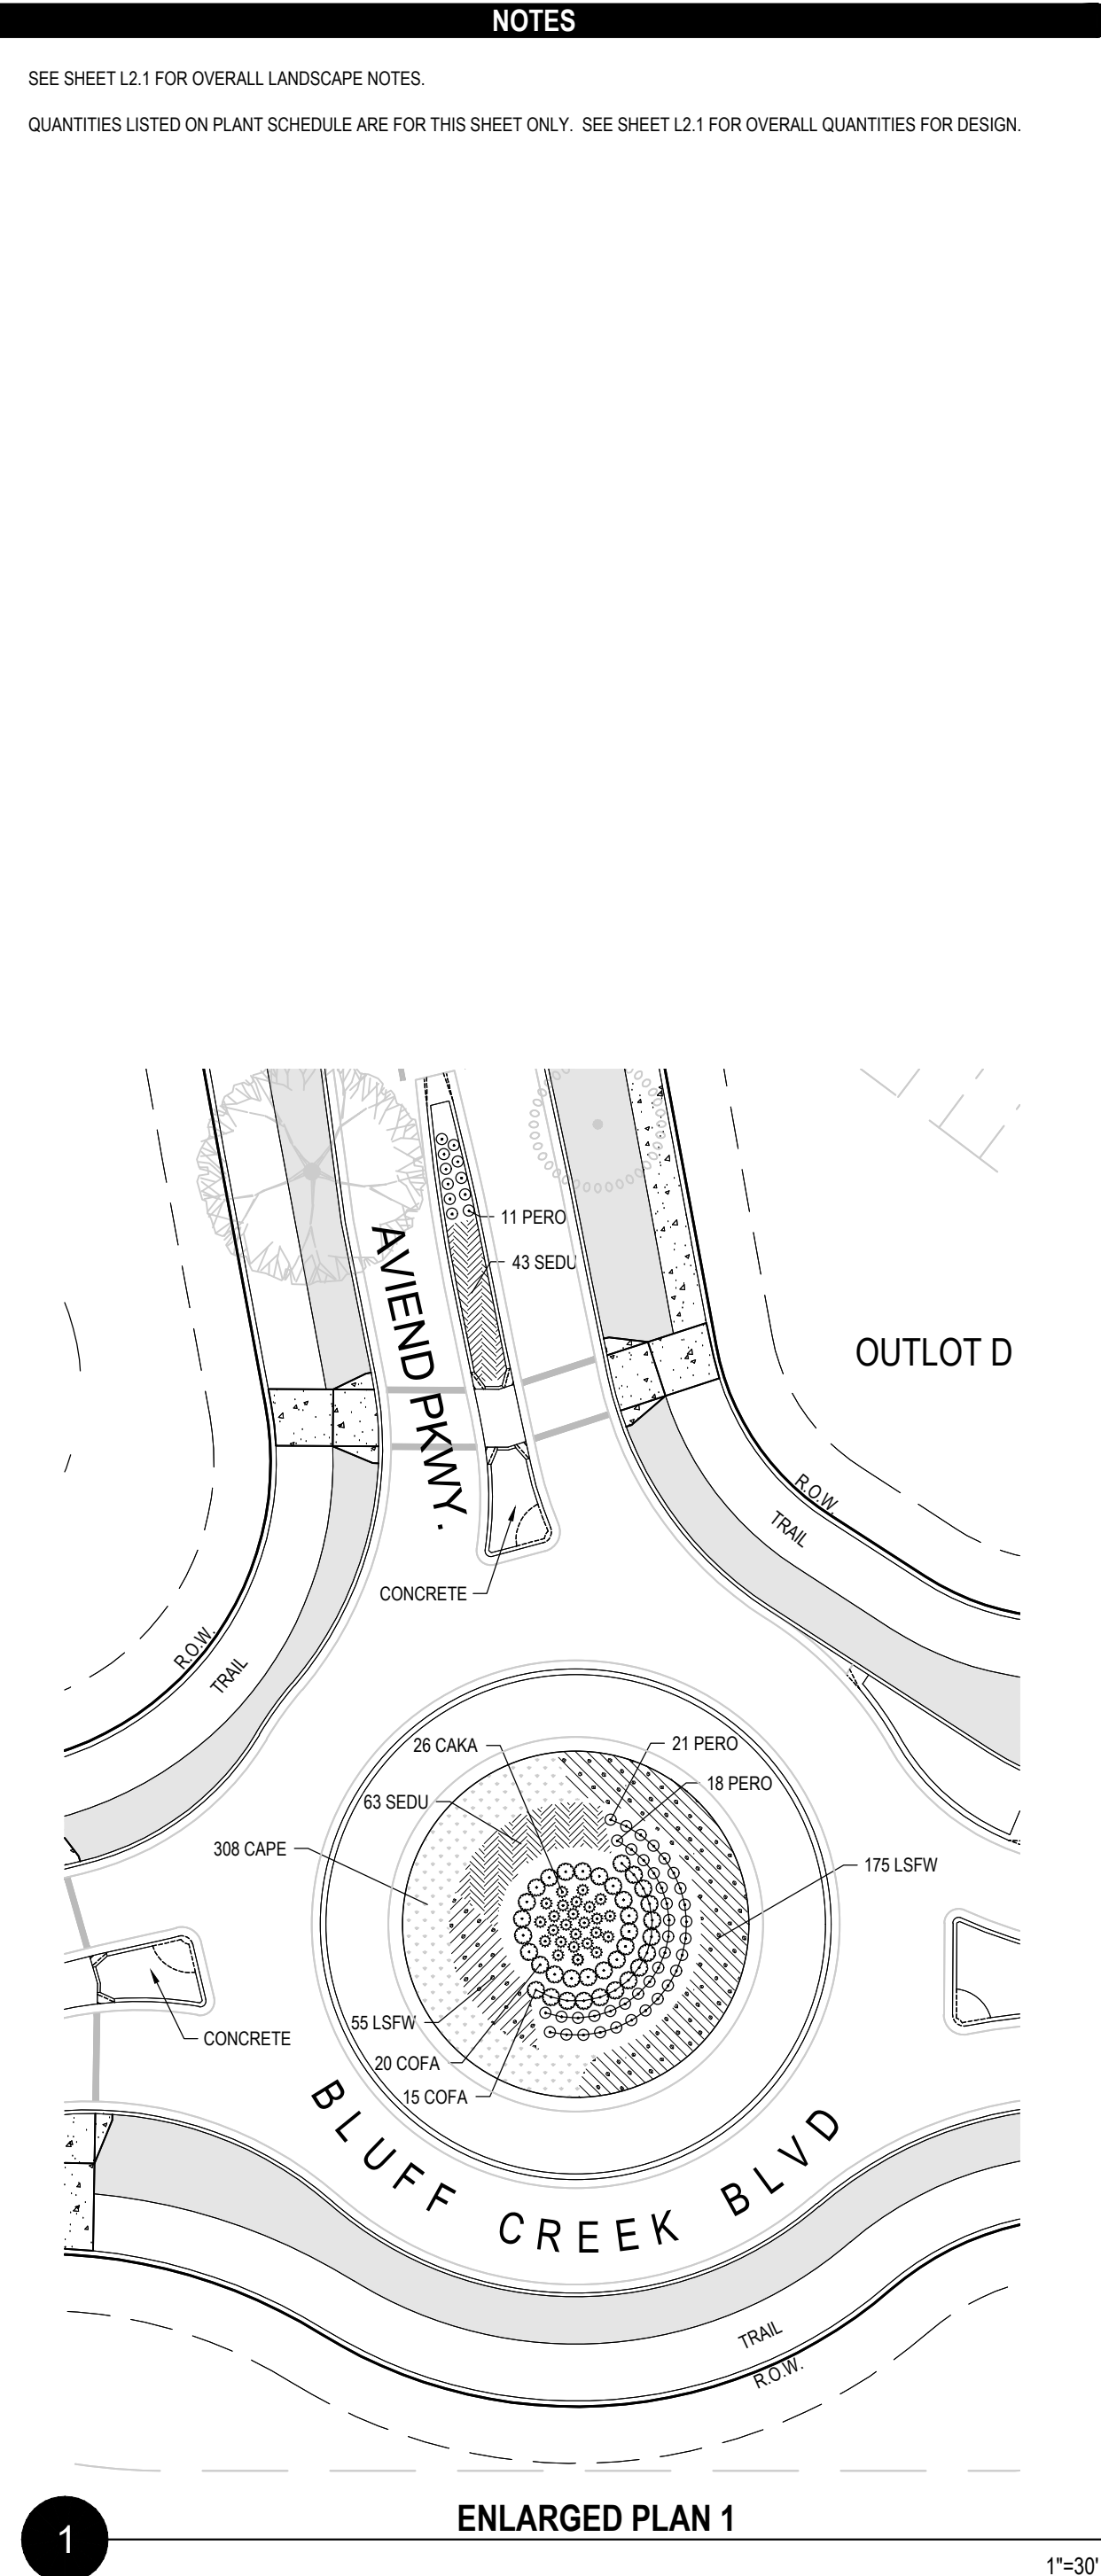 NOTES
SEE SHEET L2.1 FOR OVERALL LANDSCAPE NOTES.
QUANTITIES LISTED ON PLANT SCHEDULE ARE FOR THIS SHEET ONLY. SEE SHEET L2.1 FOR OVERALL QUANTITIES FOR DESIGN.
11 PERO
43 SEDU
AVIEND PKWY.
OUTLOT D
R.O.W.
TRAIL
CONCRETE
R.O.W.
TRAIL
26 CAKA
21 PERO
18 PERO
63 SEDU
308 CAPE
175 LSFW
55 LSFW
CONCRETE
20 COFA
15 COFA
BLUFF CREEK BLVD
TRAIL
R.O.W.
ENLARGED PLAN 1
1
1"=30'